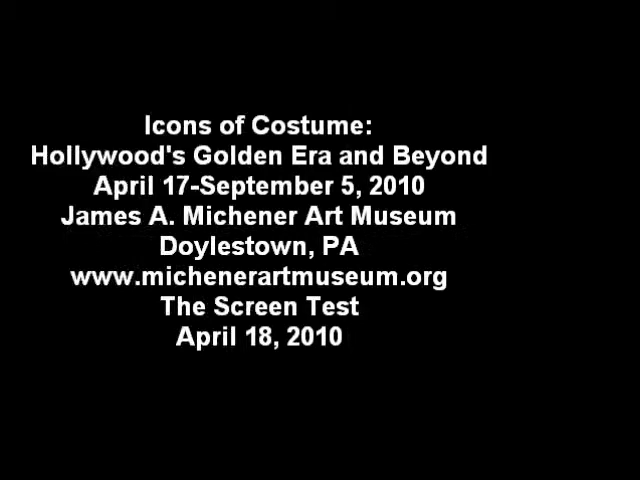 Icons of Costume:
Hollywood's Golden Era and Beyond
April 17-September 5, 2010
James A. Michener Art Museum
Doylestown, PA
www.michenerartmuseum.org
The Screen Test
April 18, 2010